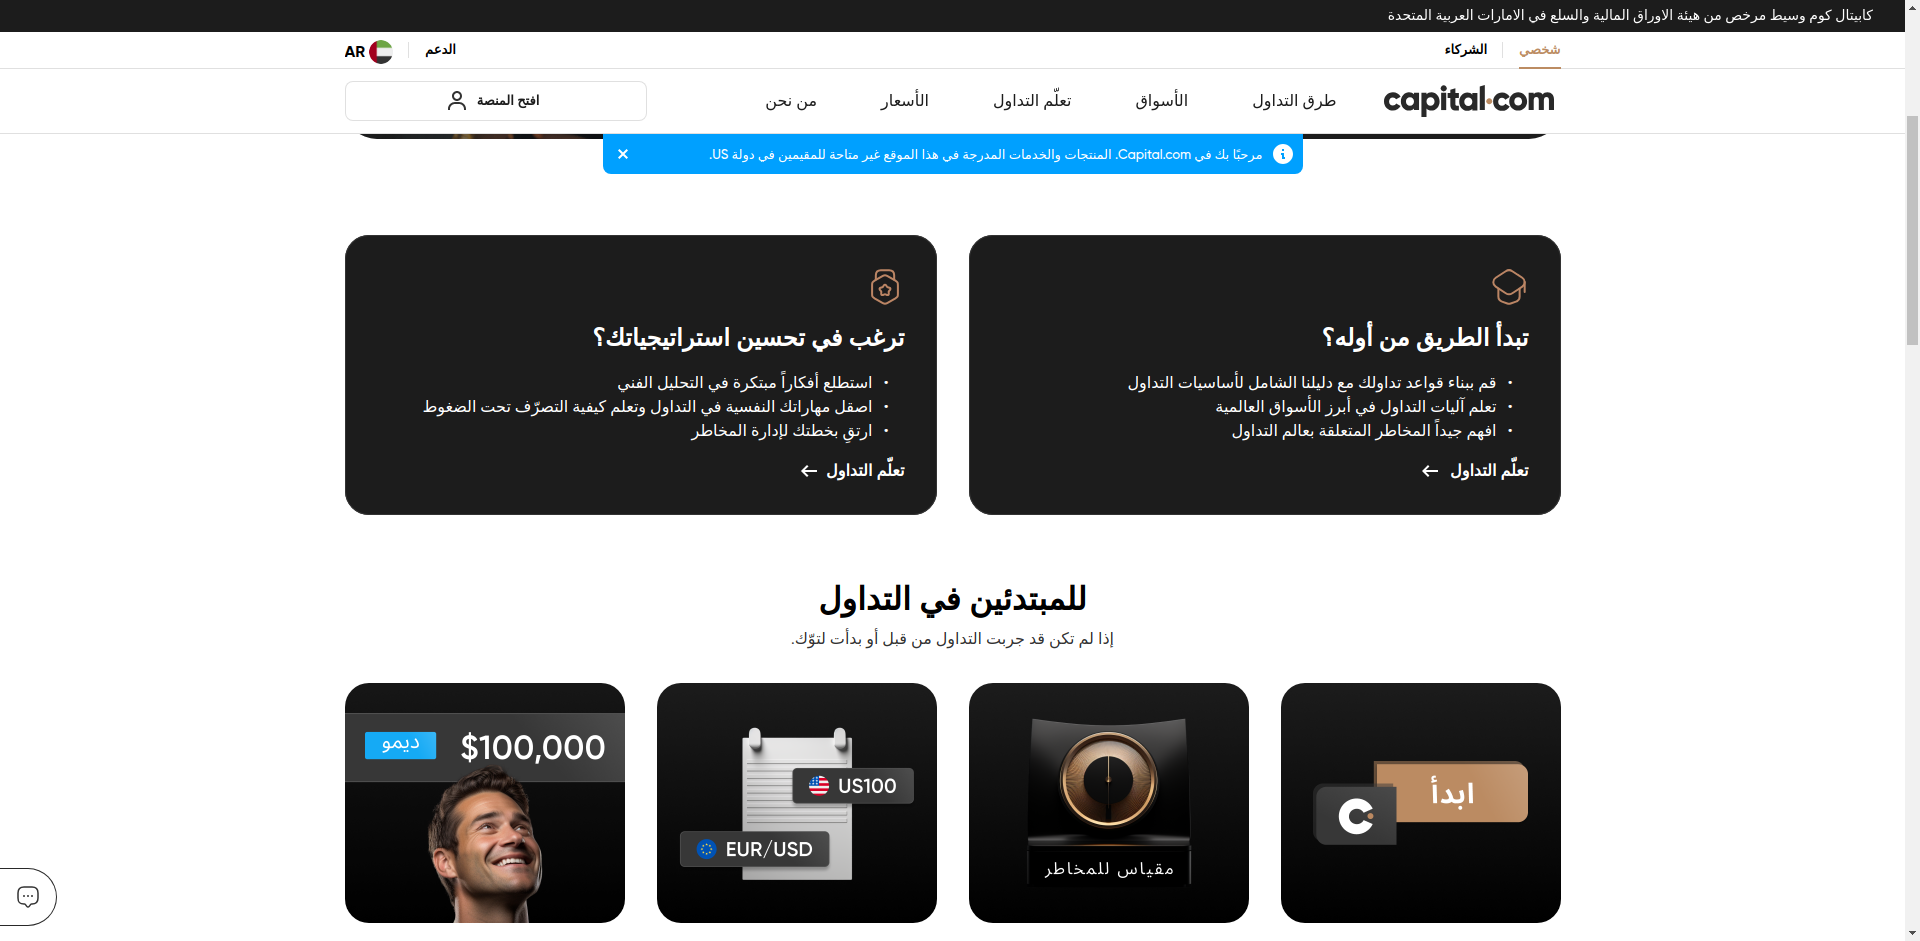 كابيتال كوم وسيط مرخص من هيئة الاوراق المالية والسلع في الامارات العربية المتحدة
شخصي
الشركاء
الدعم
AR
capital.com
طرق التداول
الأسواق
تعلّم التداول
الأسعار
من نحن
افتح المنصة
مرحبًا بك في Capital.com. المنتجات والخدمات المدرجة في هذا الموقع غير متاحة للمقيمين في دولة US.
تبدأ الطريق من أوله؟
• قم ببناء قواعد تداولك مع دليلنا الشامل لأساسيات التداول
• تعلم آليات التداول في أبرز الأسواق العالمية
• افهم جيداً المخاطر المتعلقة بعالم التداول
تعلّم التداول
ترغب في تحسين استراتيجياتك؟
• استطلع أفكاراً مبتكرة في التحليل الفني
• اصقل مهاراتك النفسية في التداول وتعلم كيفية التصرّف تحت الضغوط
• ارتقِ بخطتك لإدارة المخاطر
تعلّم التداول
للمبتدئين في التداول
إذا لم تكن قد جربت التداول من قبل أو بدأت لتوّك.
ابدأ
مقياس للمخاطر
US100
EUR/USD
$100,000
ديمو